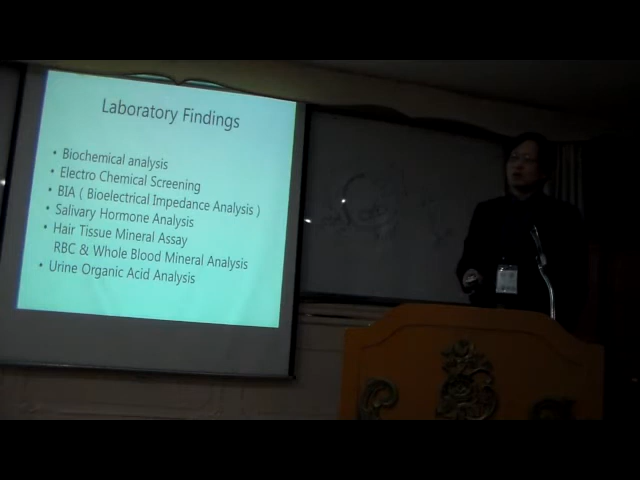 Laboratory Findings
• Biochemical analysis
• Electro Chemical Screening
• BIA ( Bioelectrical Impedance Analysis )
• Salivary Hormone Analysis
• Hair Tissue Mineral Assay
RBC & Whole Blood Mineral Analysis
• Urine Organic Acid Analysis